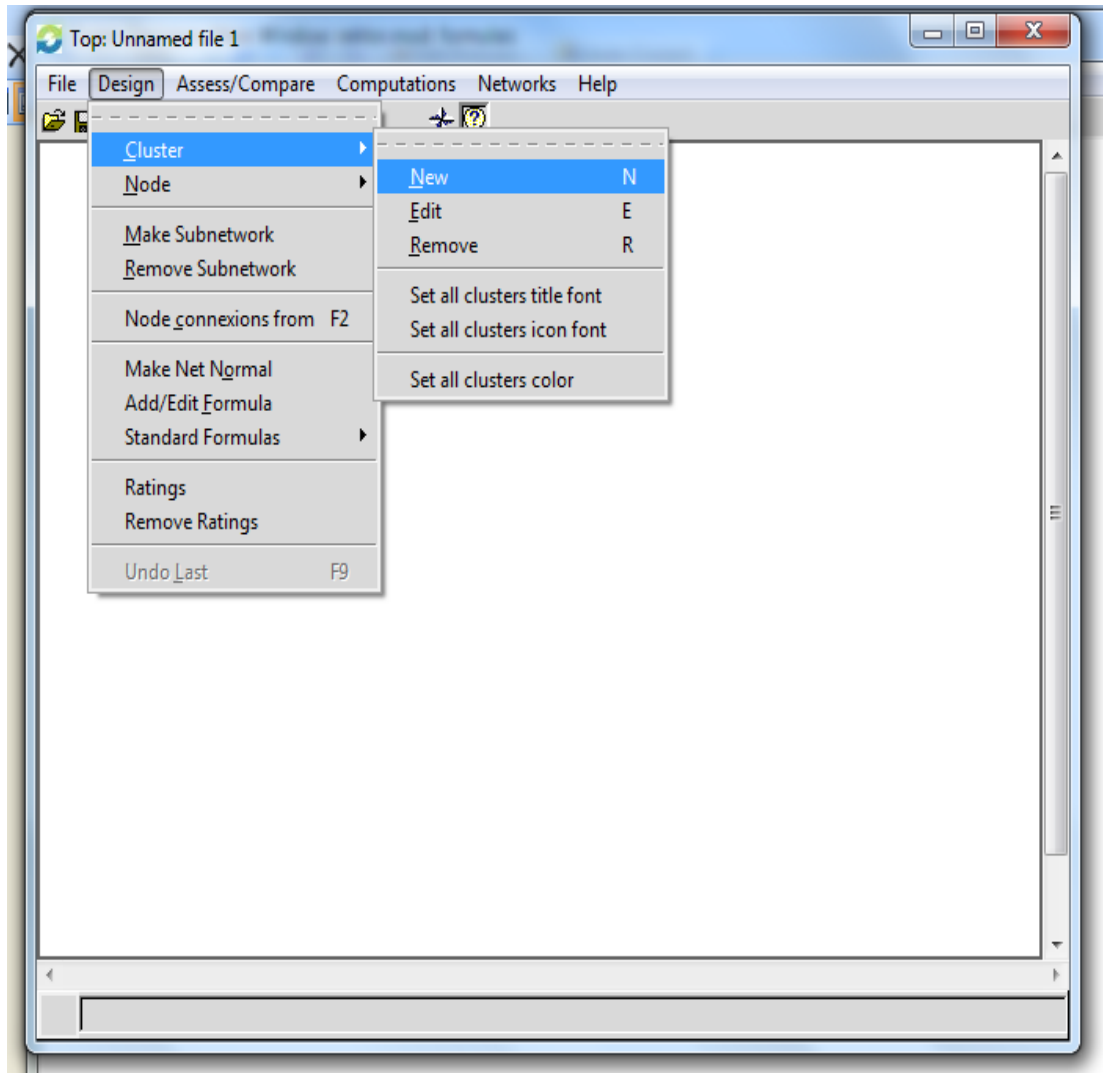 Top: Unnamed file 1
File Design Assess/Compare Computations Networks Help
Cluster
Node
Make Subnetwork
Remove Subnetwork
Node connexions from F2
Make Net Normal
Add/Edit Formula
Standard Formulas
Ratings
Remove Ratings
Undo Last F9
New N
Edit E
Remove R
Set all clusters title font
Set all clusters icon font
Set all clusters color